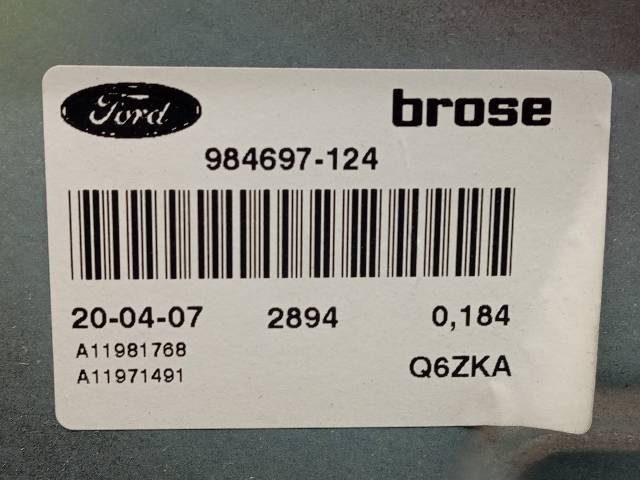 Ford brose
984697-124
20-04-07 2894 0,184
A11981768
A11971491 Q6ZKA